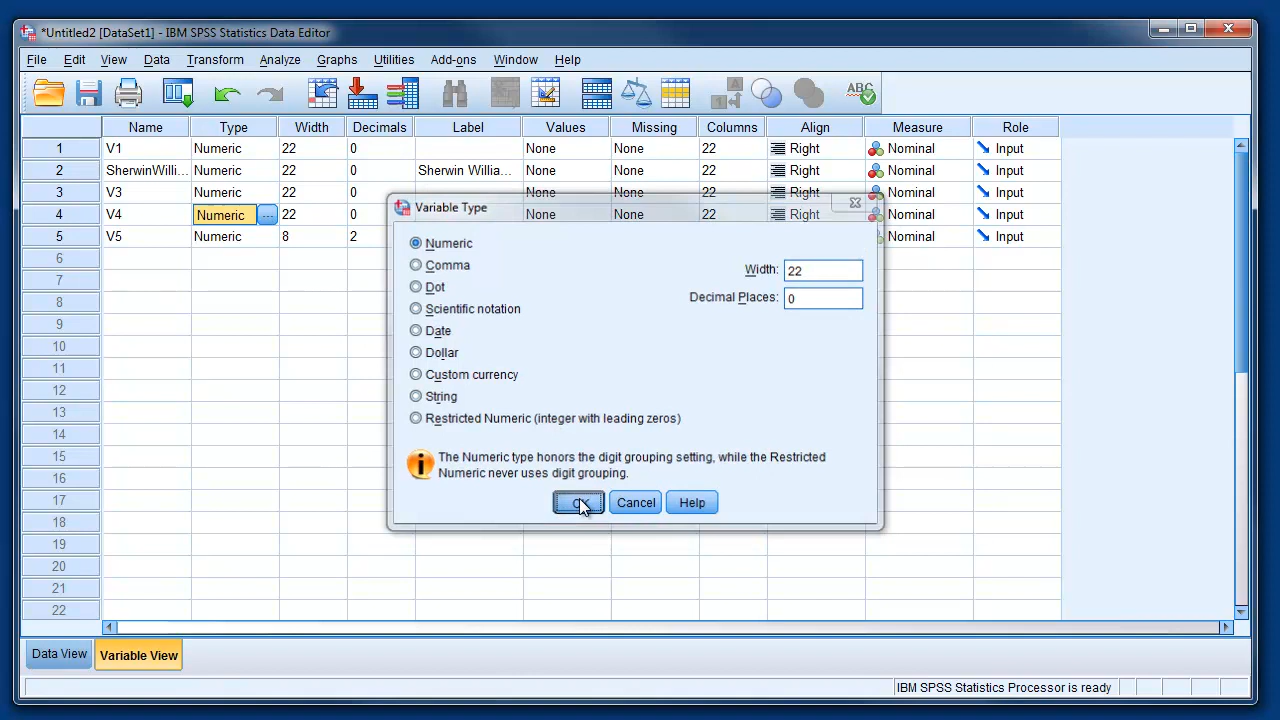 *Untitled2 [DataSet1] - IBM SPSS Statistics Data Editor
File Edit View Data Transform Analyze Graphs Utilities Add-ons Window Help
Name Type Width Decimals Label Values Missing Columns Align Measure Role
1 V1 Numeric 22 0 None None 22 Right Nominal Input
2 SherwinWilli... Numeric 22 0 Sherwin Willia... None None 22 Right Nominal Input
3 V3 Numeric 22 0 None None 22 Right Nominal Input
4 V4 Numeric ... 22 0 None None 22 Right Nominal Input
5 V5 Numeric 8 2 Nominal Input
6
7
8
9
10
11
12
13
14
15
16
17
18
19
20
21
22
Variable Type
Numeric
Comma
Dot
Scientific notation
Date
Dollar
Custom currency
String
Restricted Numeric (integer with leading zeros)
Width: 22
Decimal Places: 0
The Numeric type honors the digit grouping setting, while the Restricted
Numeric never uses digit grouping.
OK Cancel Help
Data View Variable View
IBM SPSS Statistics Processor is ready